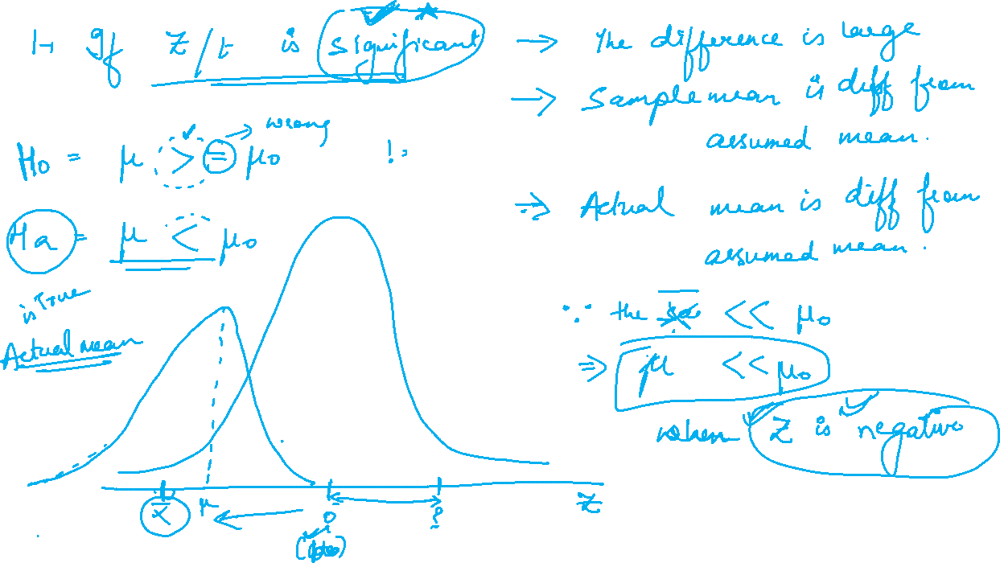 1→ If Z/t is significant → The difference is large
→ Sample mean is diff from
assumed mean.
H0 = μ > = μ0 → wrong
!.
⇒ Actual mean is diff from
assumed mean.
Ha = μ < μ0
is True
Actual mean
∵ the x̄ << μ0
⇒ μ << μ0
when Z is negative
x̄ μ 0 ? Z
(μ0)